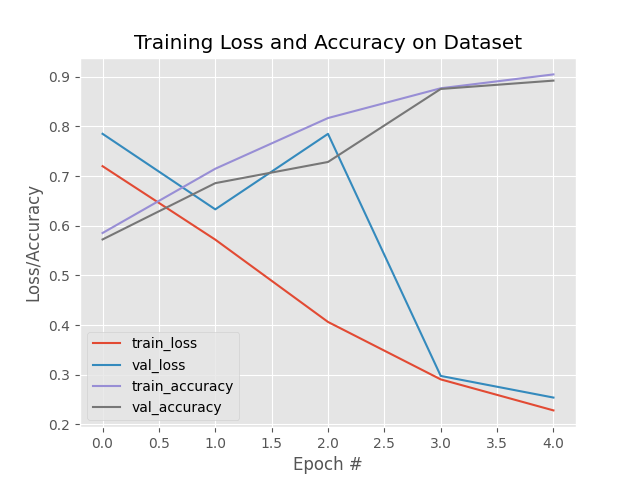 Training Loss and Accuracy on Dataset
Loss/Accuracy
0.9
0.8
0.7
0.6
0.5
0.4
0.3
0.2
train_loss
val_loss
train_accuracy
val_accuracy
0.0 0.5 1.0 1.5 2.0 2.5 3.0 3.5 4.0
Epoch #